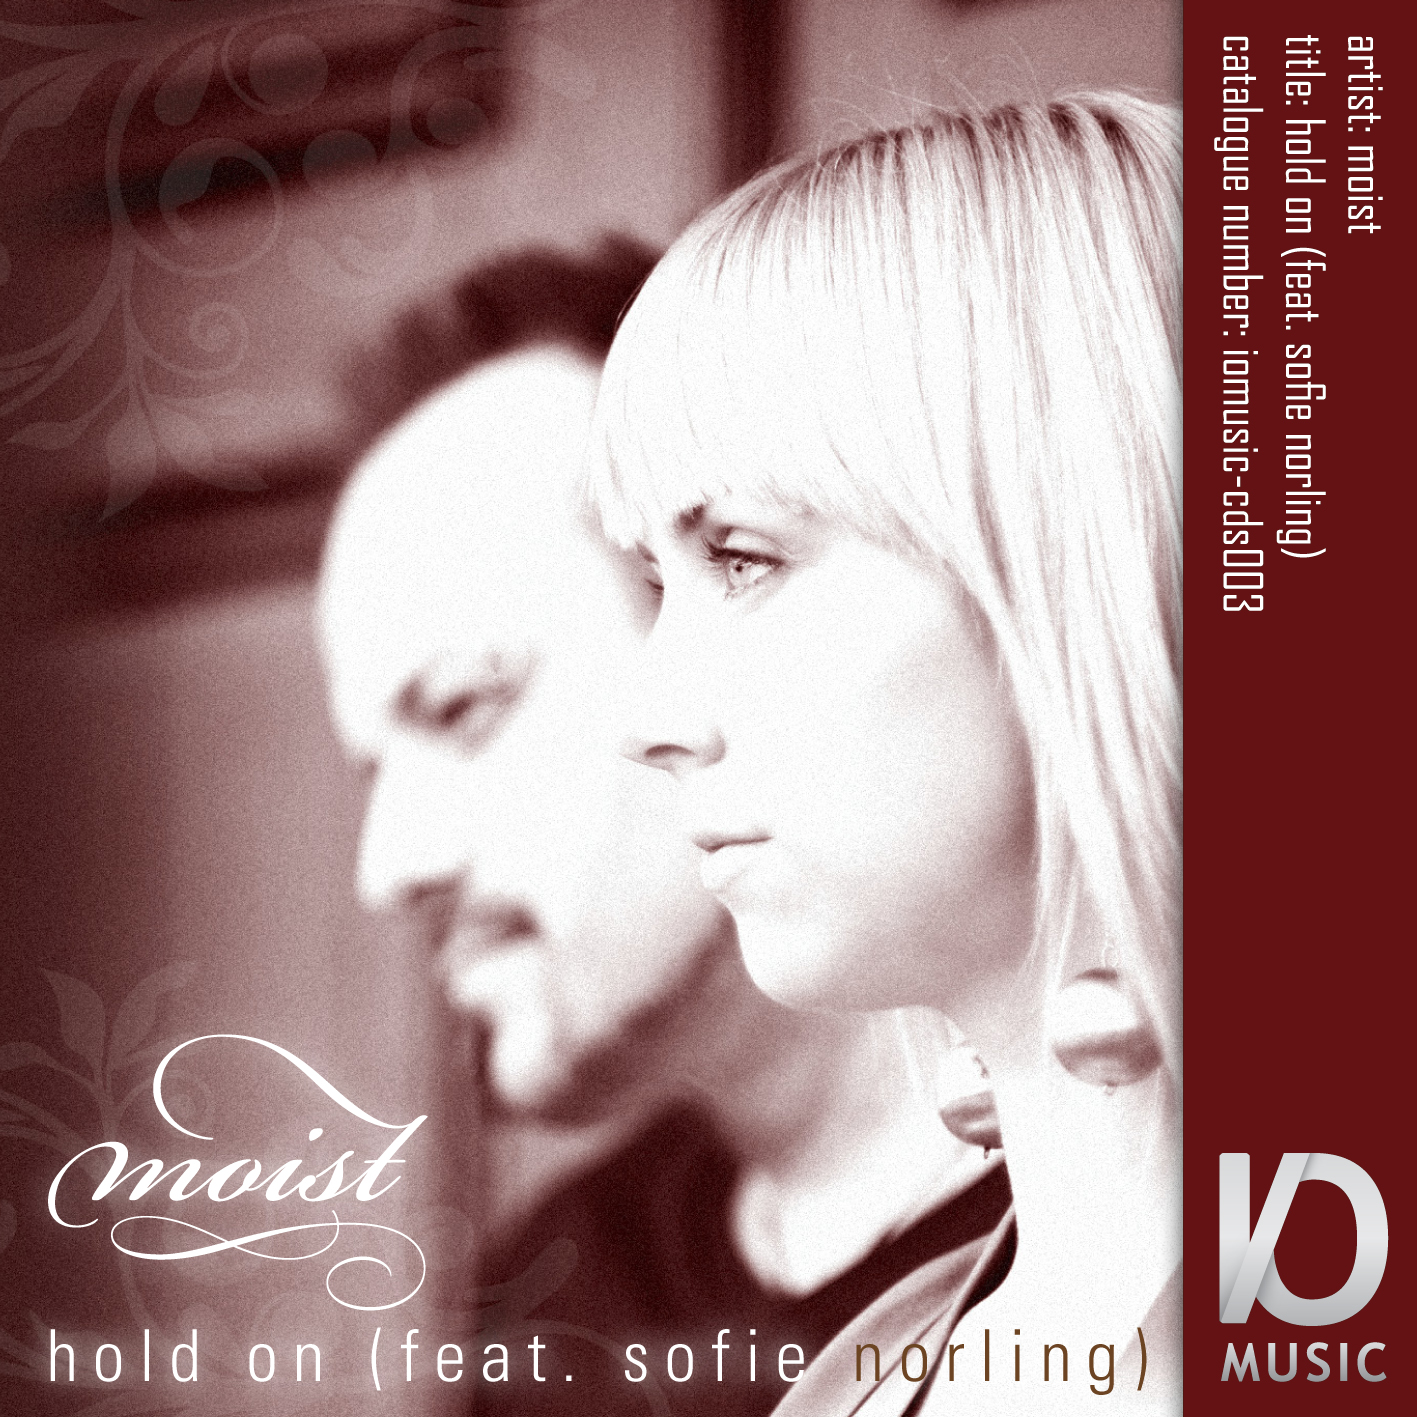 artist: moist
title: hold on (feat. sofie norling)
catalogue number: iomusic-cds003
moist
hold on (feat. sofie norling)
IO
MUSIC